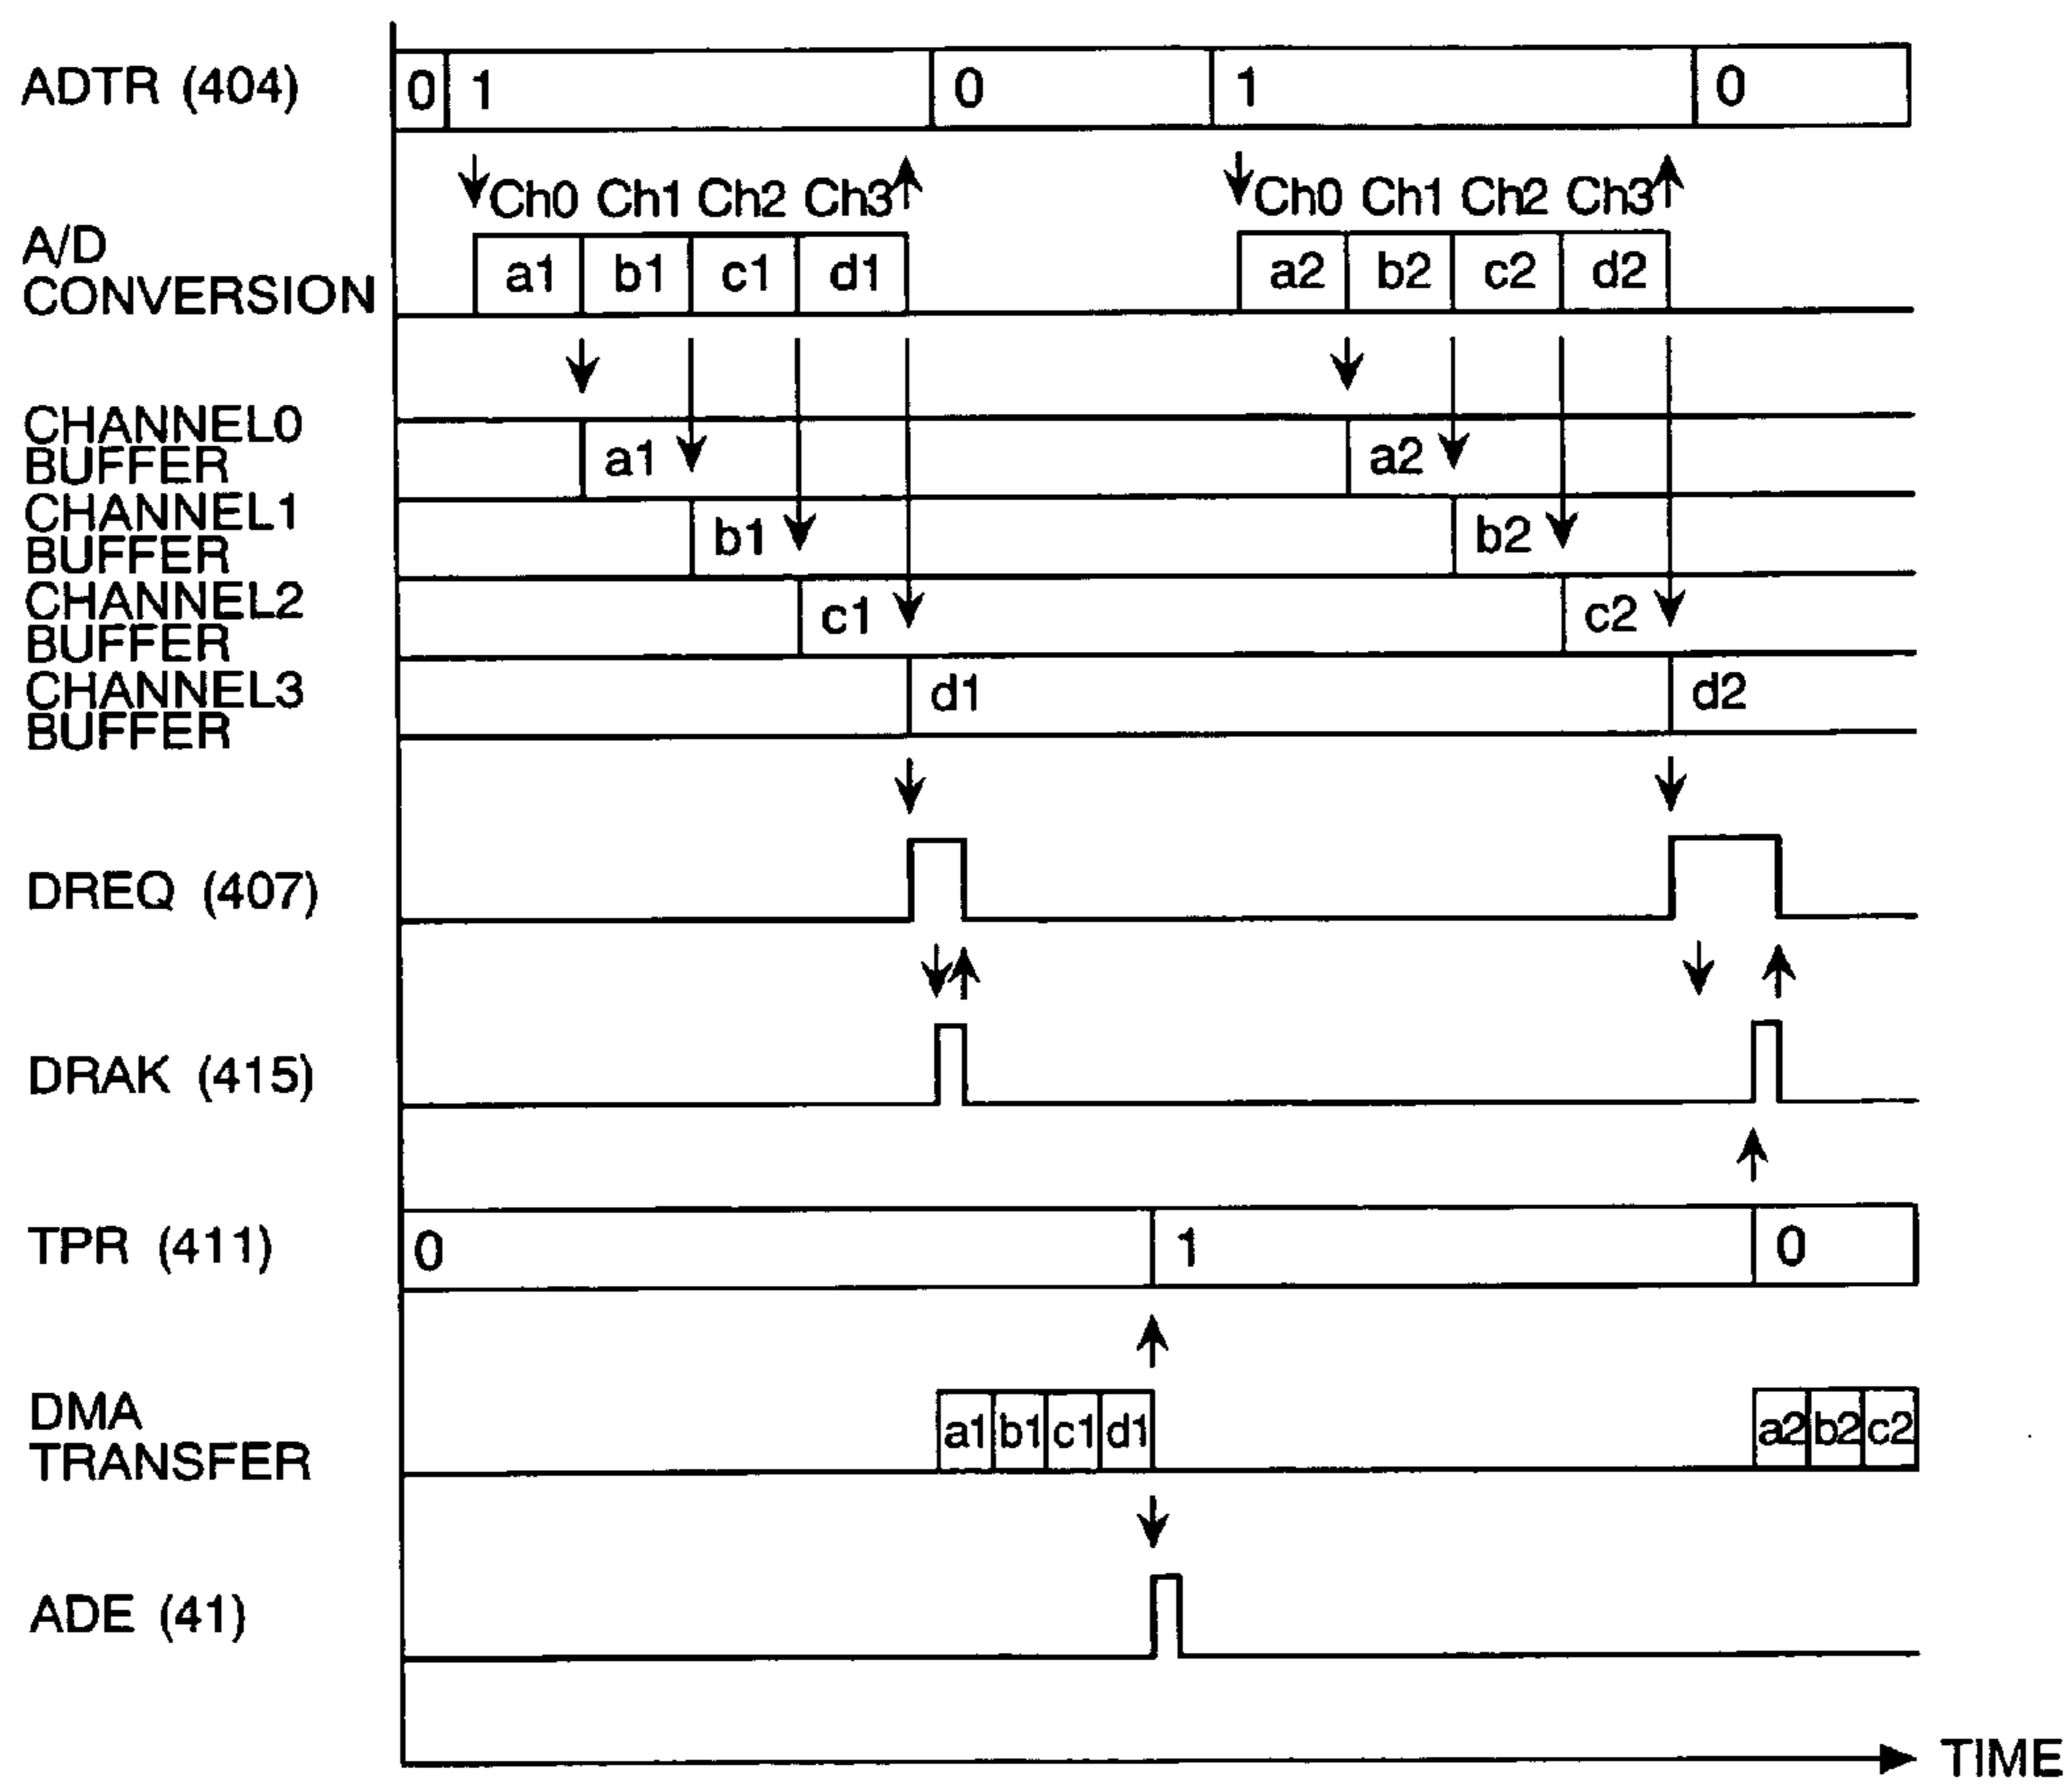 ADTR (404)
0 1 0 1 0
Ch0 Ch1 Ch2 Ch3 Ch0 Ch1 Ch2 Ch3
A/D
CONVERSION
a1 b1 c1 d1 a2 b2 c2 d2
CHANNEL0
BUFFER
a1 a2
CHANNEL1
BUFFER
b1 b2
CHANNEL2
BUFFER
c1 c2
CHANNEL3
BUFFER
d1 d2
DREQ (407)
DRAK (415)
TPR (411)
0 1 0
DMA
TRANSFER
a1 b1 c1 d1 a2 b2 c2
ADE (41)
TIME